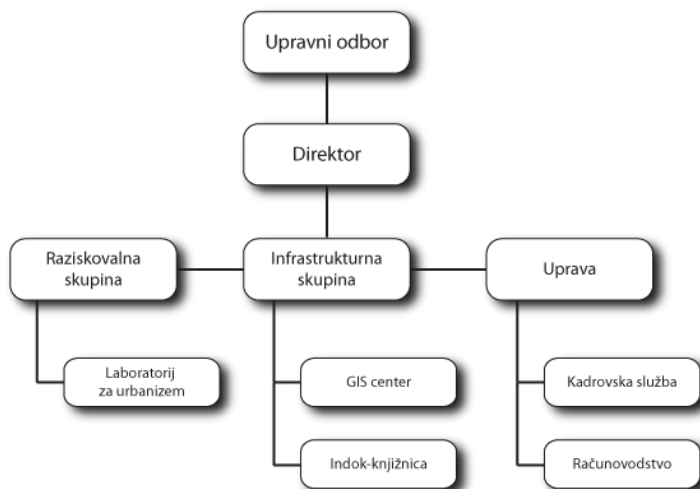 Upravni odbor
Direktor
Raziskovalna
skupina
Infrastrukturna
skupina
Uprava
Laboratorij
za urbanizem
GIS center
Kadrovska služba
Indok-knjižnica
Računovodstvo